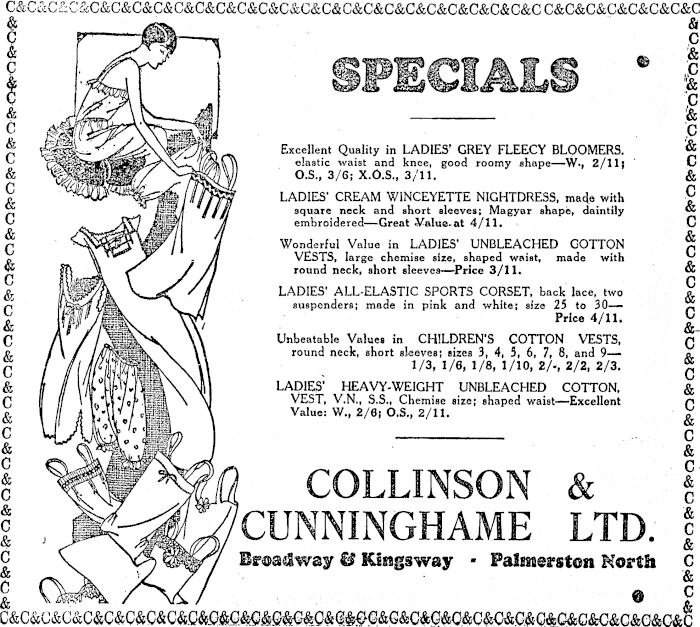 C&C&C&C&C&C&C&C&C&C&C&C&C&C&C&C&C&C&C&C&C&C&C&C&C&C&C&C&C&C&C&C
SPECIALS
Excellent Quality in LADIES' GREY FLEECY BLOOMERS.
elastic waist and knee, good roomy shape—W., 2/11;
O.S., 3/6; X.O.S., 3/11.
LADIES' CREAM WINCEYETTE NIGHTDRESS, made with
square neck and short sleeves; Magyar shape, daintily
embroidered—Great Value at 4/11.
Wonderful Value in LADIES' UNBLEACHED COTTON
VESTS, large chemise size, shaped waist, made with
round neck, short sleeves—Price 3/11.
LADIES' ALL-ELASTIC SPORTS CORSET, back lace, two
suspenders; made in pink and white; size 25 to 30—
Price 4/11.
Unbeatable Values in CHILDREN'S COTTON VESTS,
round neck, short sleeves; sizes 3, 4, 5, 6, 7, 8, and 9—
1/3, 1/6, 1/8, 1/10, 2/-, 2/2, 2/3.
LADIES' HEAVY-WEIGHT UNBLEACHED COTTON,
VEST, V.N., S.S., Chemise size; shaped waist—Excellent
Value: W., 2/6; O.S., 2/11.
COLLINSON &
CUNNINGHAME LTD.
Broadway & Kingsway - Palmerston North
C&C&C&C&C&C&C&C&C&C&C&C&C&C&C&C&C&C&C&C&C&C&C&C&C&C&C&C&C&C&C&C